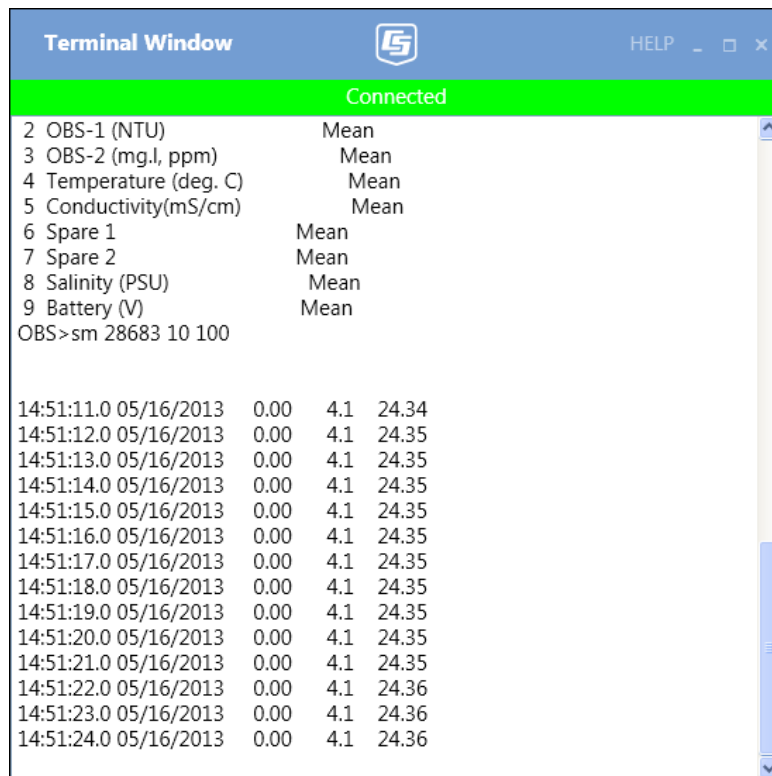 Terminal Window
HELP
Connected
2 OBS-1 (NTU) Mean
3 OBS-2 (mg.l, ppm) Mean
4 Temperature (deg. C) Mean
5 Conductivity(mS/cm) Mean
6 Spare 1 Mean
7 Spare 2 Mean
8 Salinity (PSU) Mean
9 Battery (V) Mean
OBS>sm 28683 10 100
14:51:11.0 05/16/2013 0.00 4.1 24.34
14:51:12.0 05/16/2013 0.00 4.1 24.35
14:51:13.0 05/16/2013 0.00 4.1 24.35
14:51:14.0 05/16/2013 0.00 4.1 24.35
14:51:15.0 05/16/2013 0.00 4.1 24.35
14:51:16.0 05/16/2013 0.00 4.1 24.35
14:51:17.0 05/16/2013 0.00 4.1 24.35
14:51:18.0 05/16/2013 0.00 4.1 24.35
14:51:19.0 05/16/2013 0.00 4.1 24.35
14:51:20.0 05/16/2013 0.00 4.1 24.35
14:51:21.0 05/16/2013 0.00 4.1 24.35
14:51:22.0 05/16/2013 0.00 4.1 24.36
14:51:23.0 05/16/2013 0.00 4.1 24.36
14:51:24.0 05/16/2013 0.00 4.1 24.36